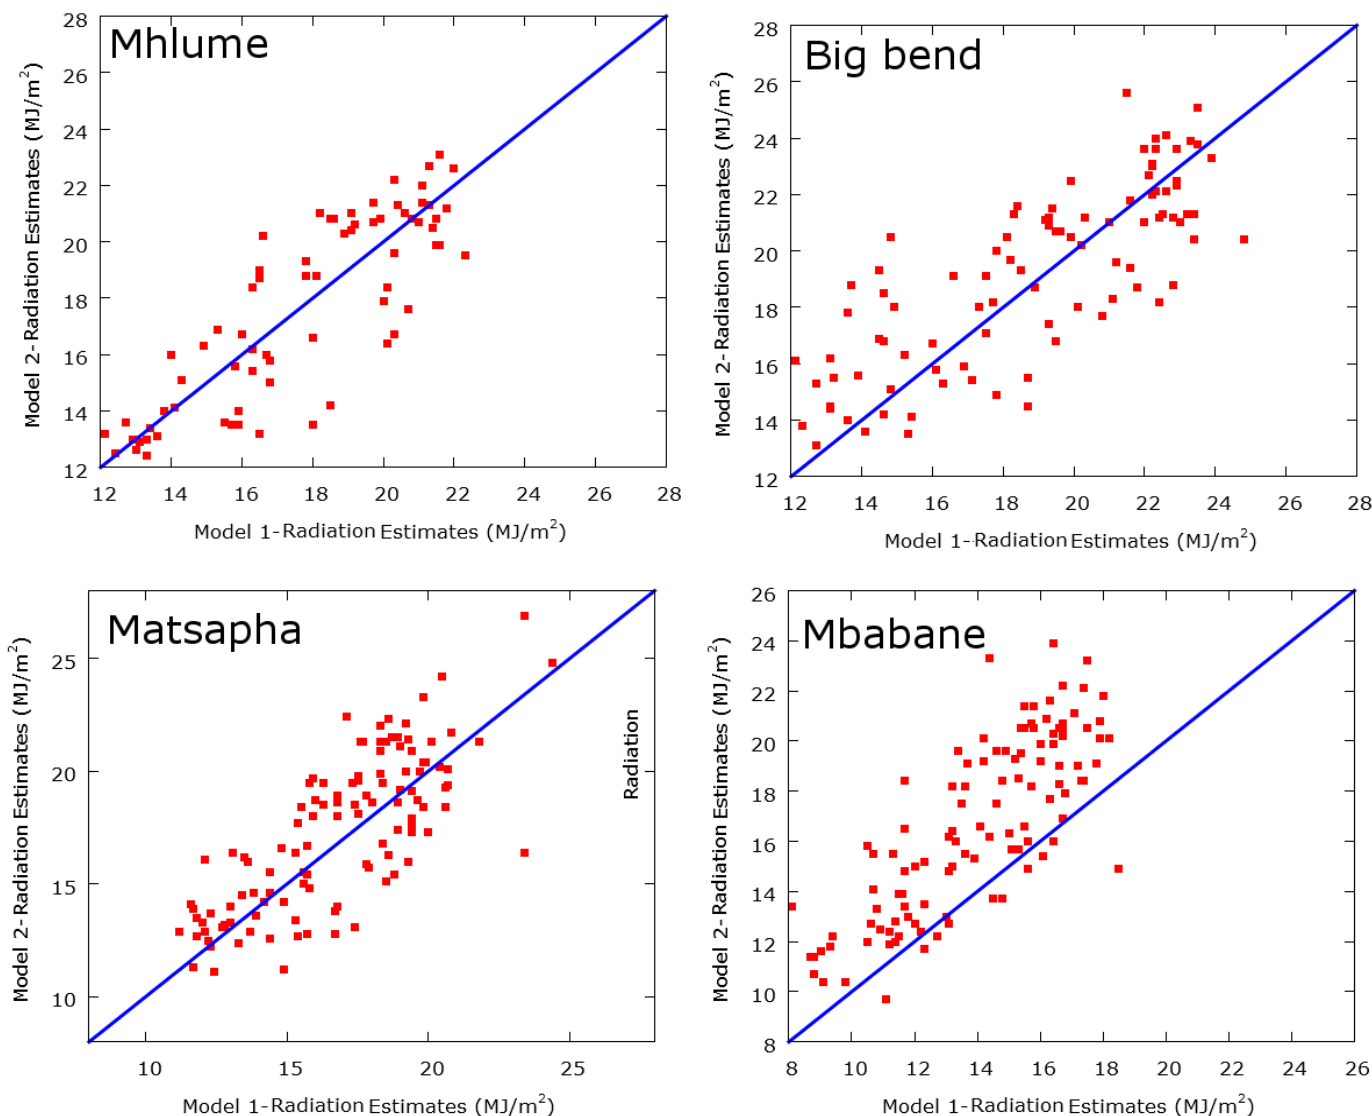 Mhlume
Model 2-Radiation Estimates (MJ/m²)
28
26
24
22
20
18
16
14
12
12 14 16 18 20 22 24 26 28
Model 1-Radiation Estimates (MJ/m²)
Big bend
Model 2-Radiation Estimates (MJ/m²)
28
26
24
22
20
18
16
14
12
12 14 16 18 20 22 24 26 28
Model 1-Radiation Estimates (MJ/m²)
Matsapha
Model 2-Radiation Estimates (MJ/m²)
25
20
15
10
10 15 20 25
Model 1-Radiation Estimates (MJ/m²)
Radiation
Mbabane
Model 2-Radiation Estimates (MJ/m²)
26
24
22
20
18
16
14
12
10
8
8 10 12 14 16 18 20 22 24 26
Model 1-Radiation Estimates (MJ/m²)